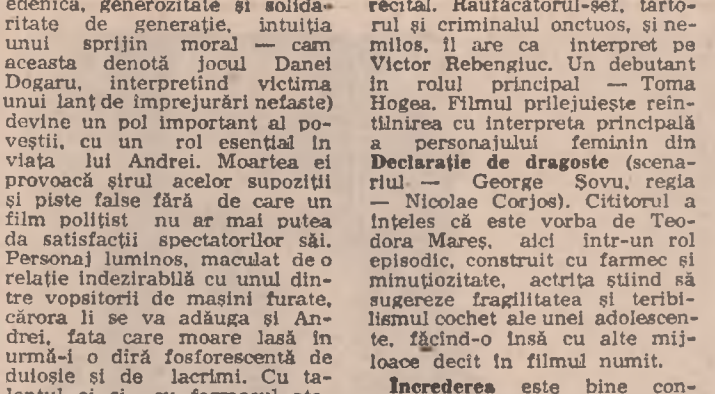 edenică, generozitate și solida-
ritate de generație, intuiția
unui sprijin moral — cam
aceasta denotă jocul Danei
Dogaru, interpretînd victima
unui lanț de împrejurări nefaste)
devine un pol important al po-
veștii, cu un rol esențial în
viața lui Andrei. Moartea ei
provoacă șirul acelor supoziții
și piste false fără de care un
film polițist nu ar mai putea
da satisfacții spectatorilor săi.
Personaj luminos, maculat de o
relație indezirabilă cu unul din-
tre vopsitorii de mașini furate,
cărora li se va adăuga și An-
drei, fata care moare lasă în
urmă-i o dîră fosforescentă de
duioșie și de lacrimi. Cu ta-
recital. Răufăcătorul-șef, tarto-
rul și criminalul onctuos, și ne-
milos, îl are ca interpret pe
Victor Rebengiuc. Un debutant
în rolul principal — Toma
Hogea. Filmul prilejuiește reîn-
tîlnirea cu interpreta principală
a personajului feminin din
Declarație de dragoste (scena-
riul — George Șovu, regia
— Nicolae Corjos). Cititorul a
înțeles că este vorba de Teo-
dora Mareș, aici într-un rol
episodic, construit cu farmec și
minuțiozitate, actrița știind să
sugereze fragilitatea și teribi-
lismul cochet ale unei adolescen-
te, făcînd-o însă cu alte mij-
loace decît în filmul numit.
Încrederea este bine con-